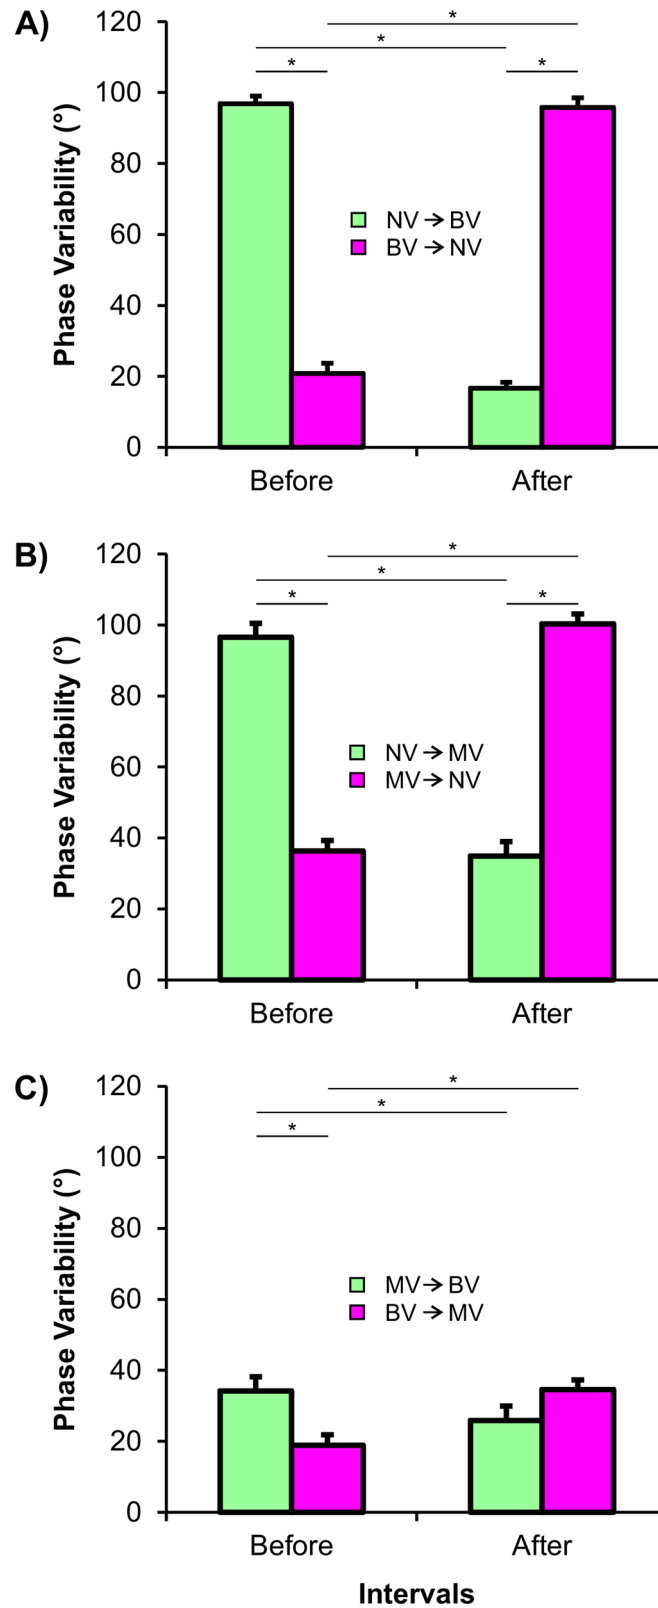 A)
Phase Variability (°)
120
100
80
60
40
20
0
*
*
*
*
NV → BV
BV → NV
Before
After
B)
Phase Variability (°)
120
100
80
60
40
20
0
*
*
*
*
NV → MV
MV → NV
Before
After
C)
Phase Variability (°)
120
100
80
60
40
20
0
*
*
*
MV → BV
BV → MV
Before
After
Intervals